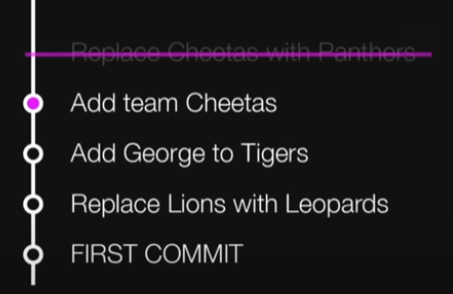 Replace Cheetas with Panthers
Add team Cheetas
Add George to Tigers
Replace Lions with Leopards
FIRST COMMIT